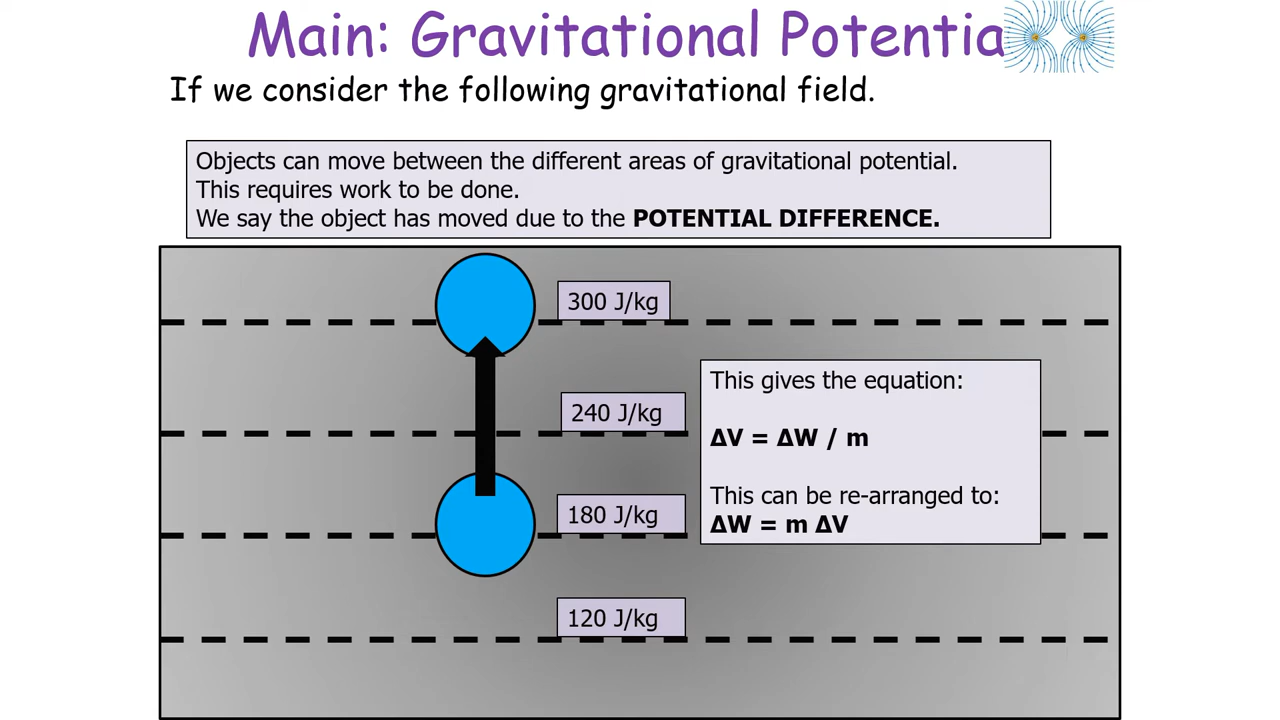 Main: Gravitational Potentia
If we consider the following gravitational field.
Objects can move between the different areas of gravitational potential.
This requires work to be done.
We say the object has moved due to the POTENTIAL DIFFERENCE.
300 J/kg
240 J/kg
180 J/kg
120 J/kg
This gives the equation:
ΔV = ΔW / m
This can be re-arranged to:
ΔW = m ΔV